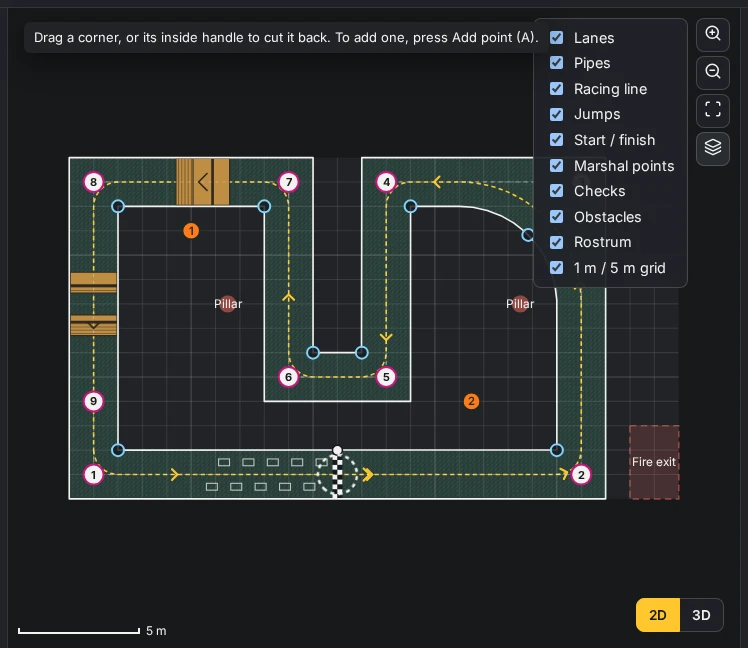 Drag a corner, or its inside handle to cut it back. To add one, press Add point (A).
Lanes
Pipes
Racing line
Jumps
Start / finish
Marshal points
Checks
Obstacles
Rostrum
1 m / 5 m grid
8
7
4
1
Pillar
Pillar
6
5
9
2
1
2
Fire exit
5 m
2D
3D